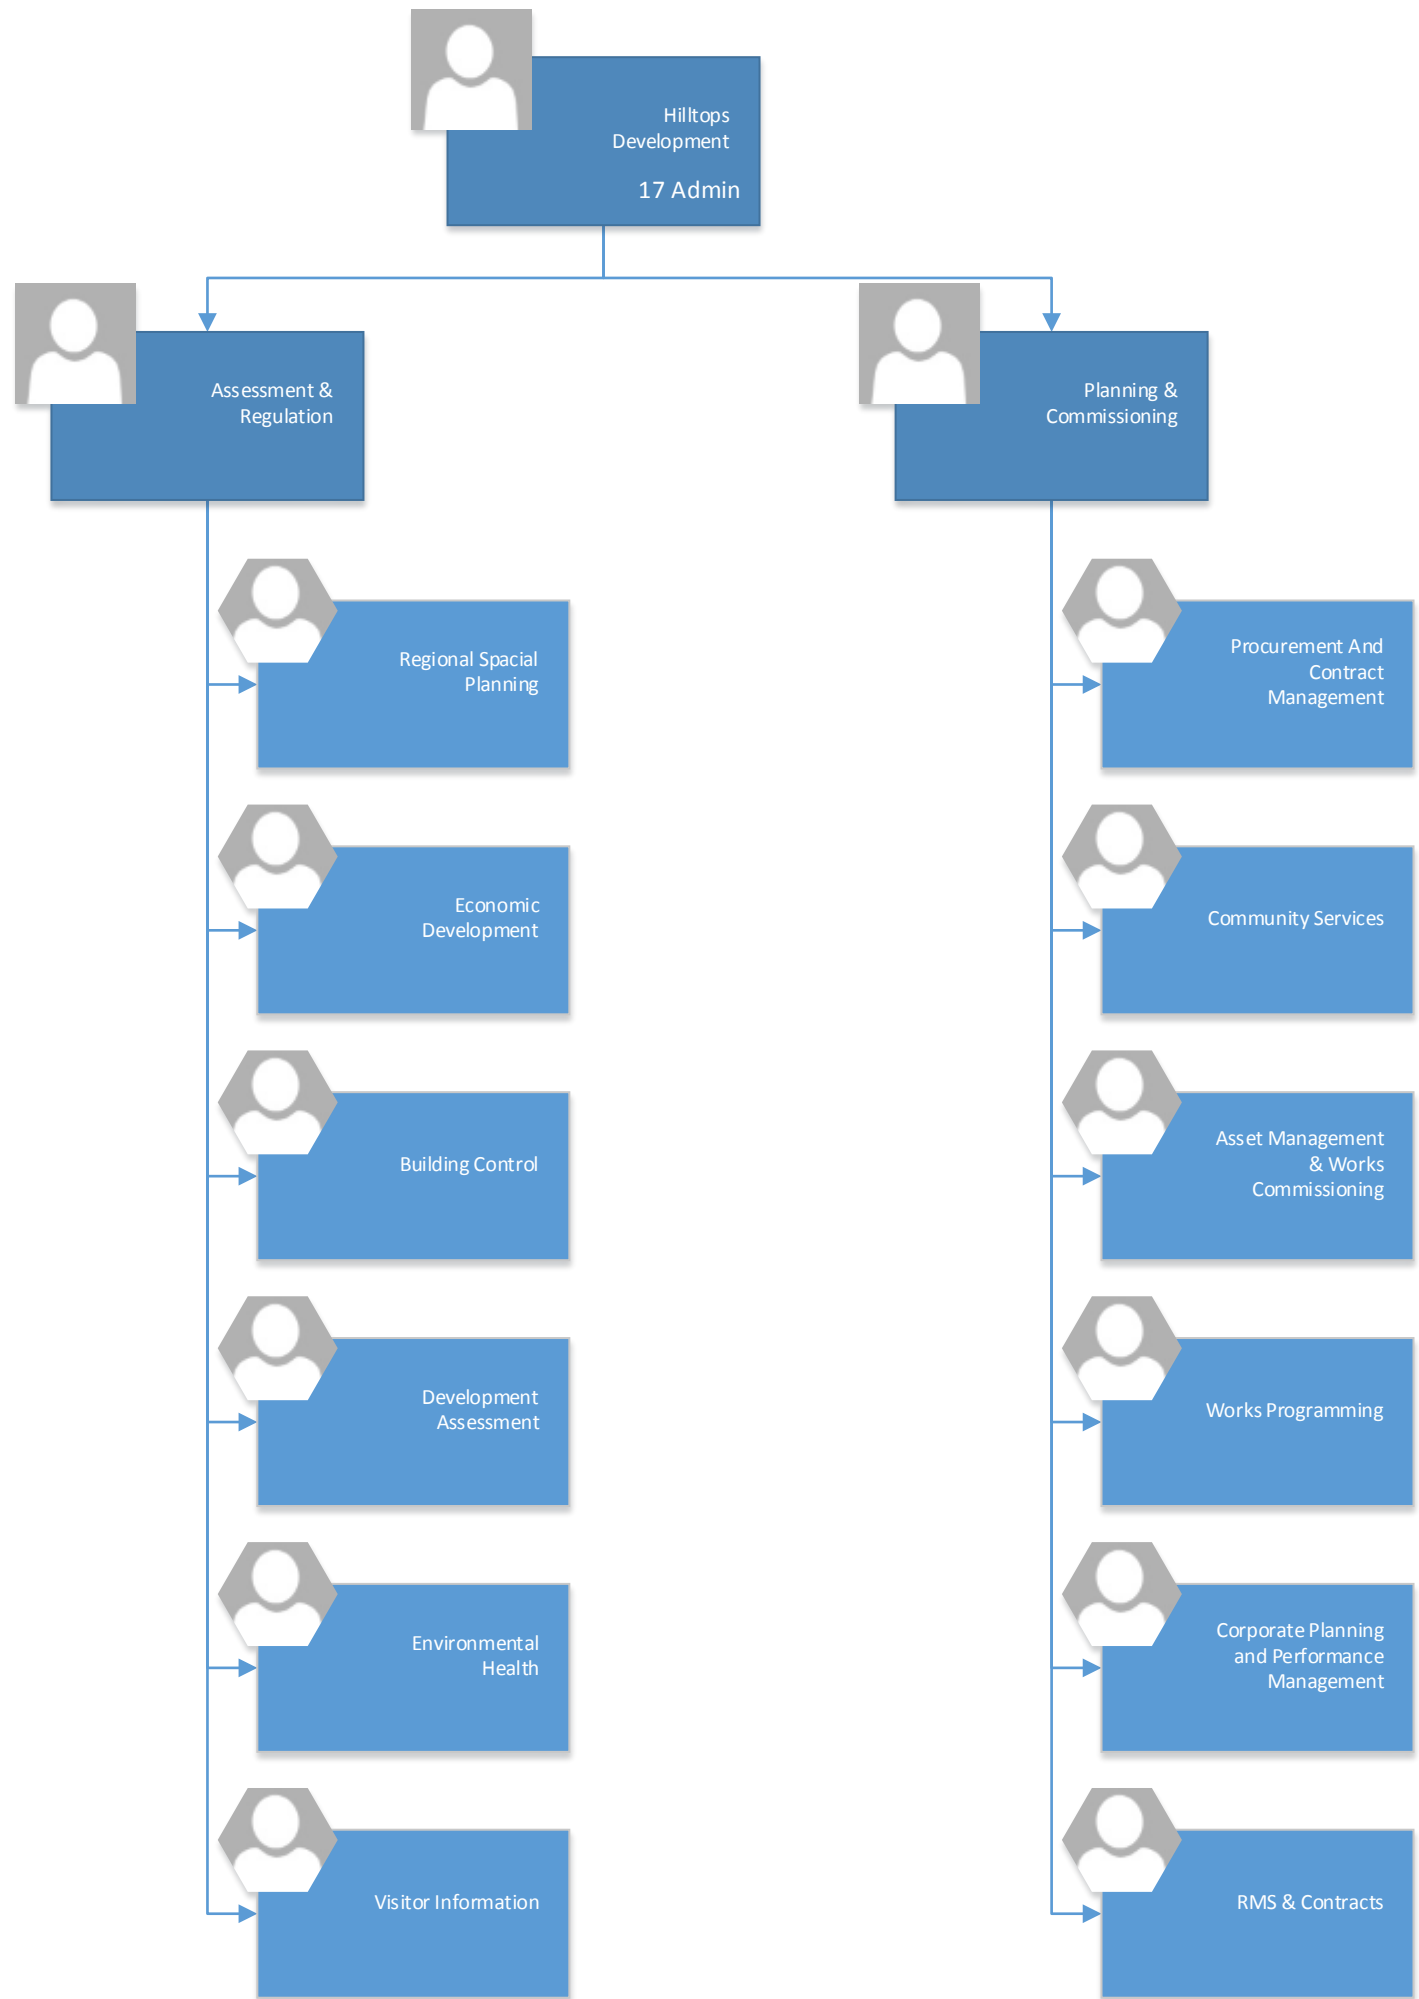 Hilltops
Development
17 Admin
Assessment &
Regulation
Planning &
Commissioning
Regional Spacial
Planning
Economic
Development
Building Control
Development
Assessment
Environmental
Health
Visitor Information
Procurement And
Contract
Management
Community Services
Asset Management
& Works
Commissioning
Works Programming
Corporate Planning
and Performance
Management
RMS & Contracts